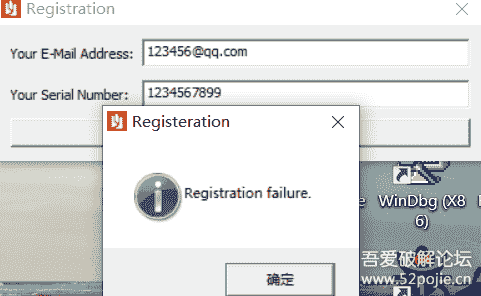 Registration
Your E-Mail Address:
123456@qq.com
Your Serial Number:
1234567899
Registeration
Registration failure.
确定
WinDbg (X8
6)
吾爱破解论坛
www.52pojie.cn